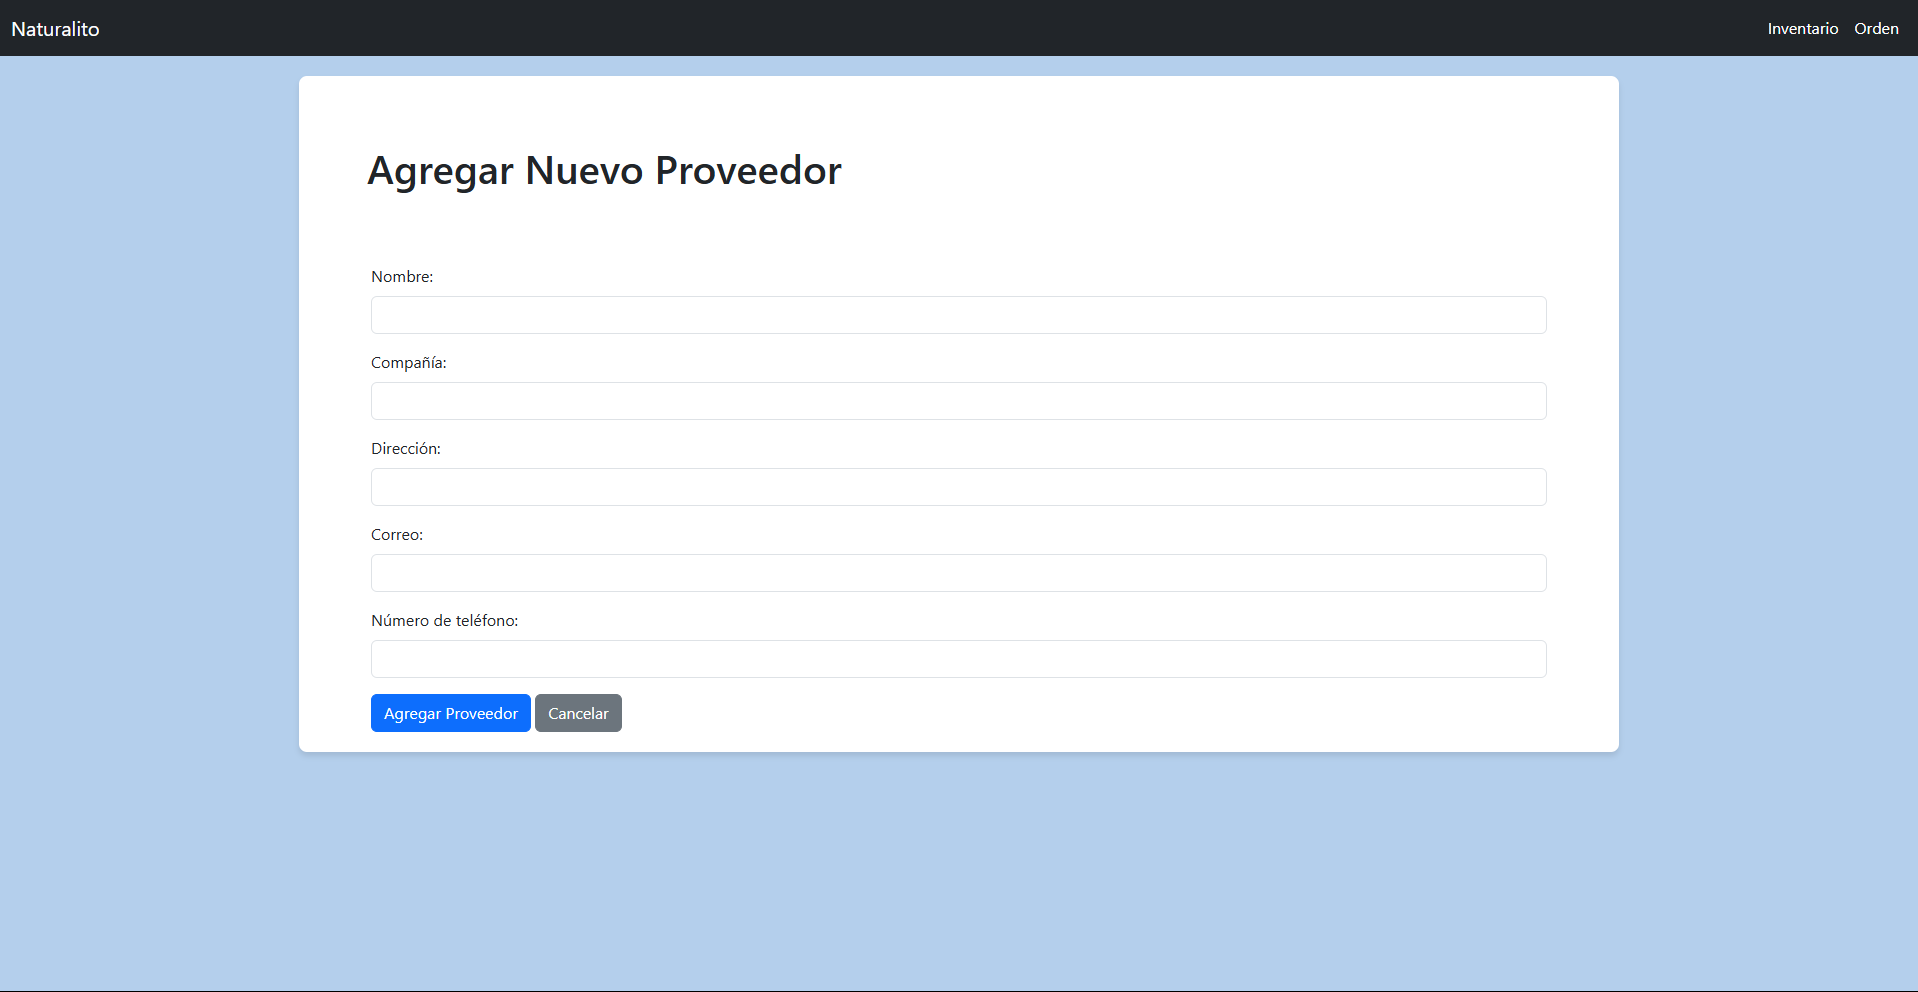 Naturalito
Inventario Orden
Agregar Nuevo Proveedor
Nombre:
Compañía:
Dirección:
Correo:
Número de teléfono:
Agregar Proveedor Cancelar